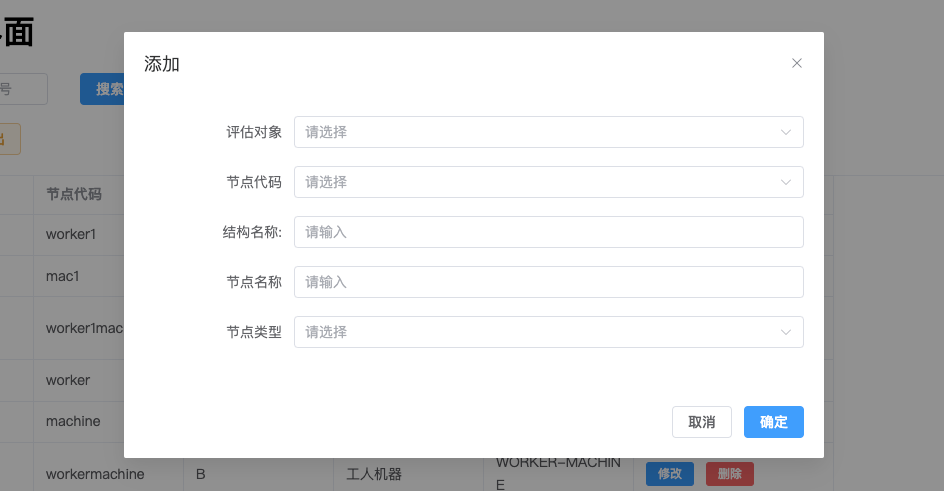 面
添加
号
搜索
评估对象 请选择
出
节点代码 请选择
节点代码
结构名称: 请输入
worker1
mac1
节点名称 请输入
worker1mac
节点类型 请选择
worker
machine
取消 确定
workermachine B 工人机器 WORKER-MACHIN
E
修改 删除